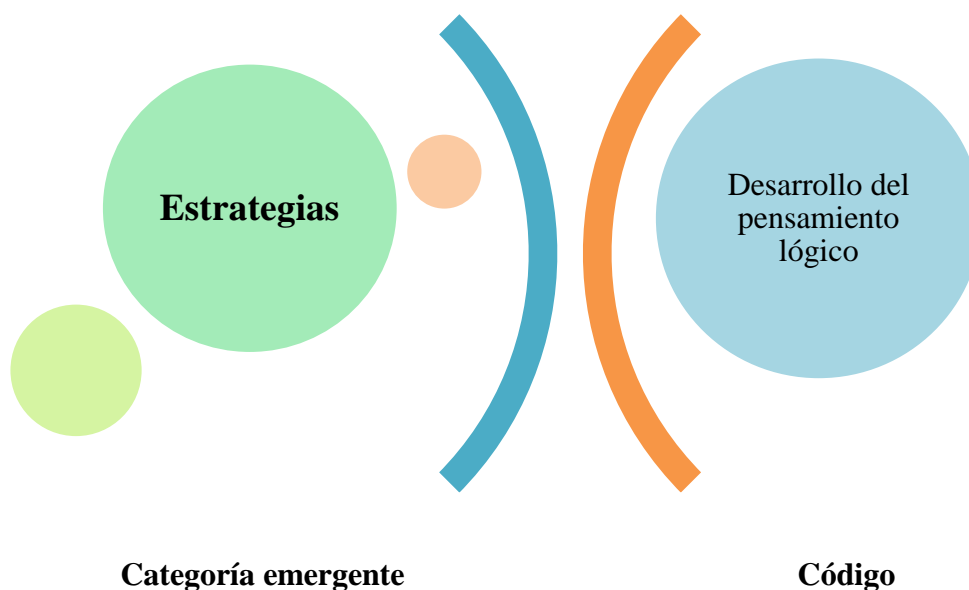 Estrategias
Desarrollo del
pensamiento
lógico
Categoría emergente
Código